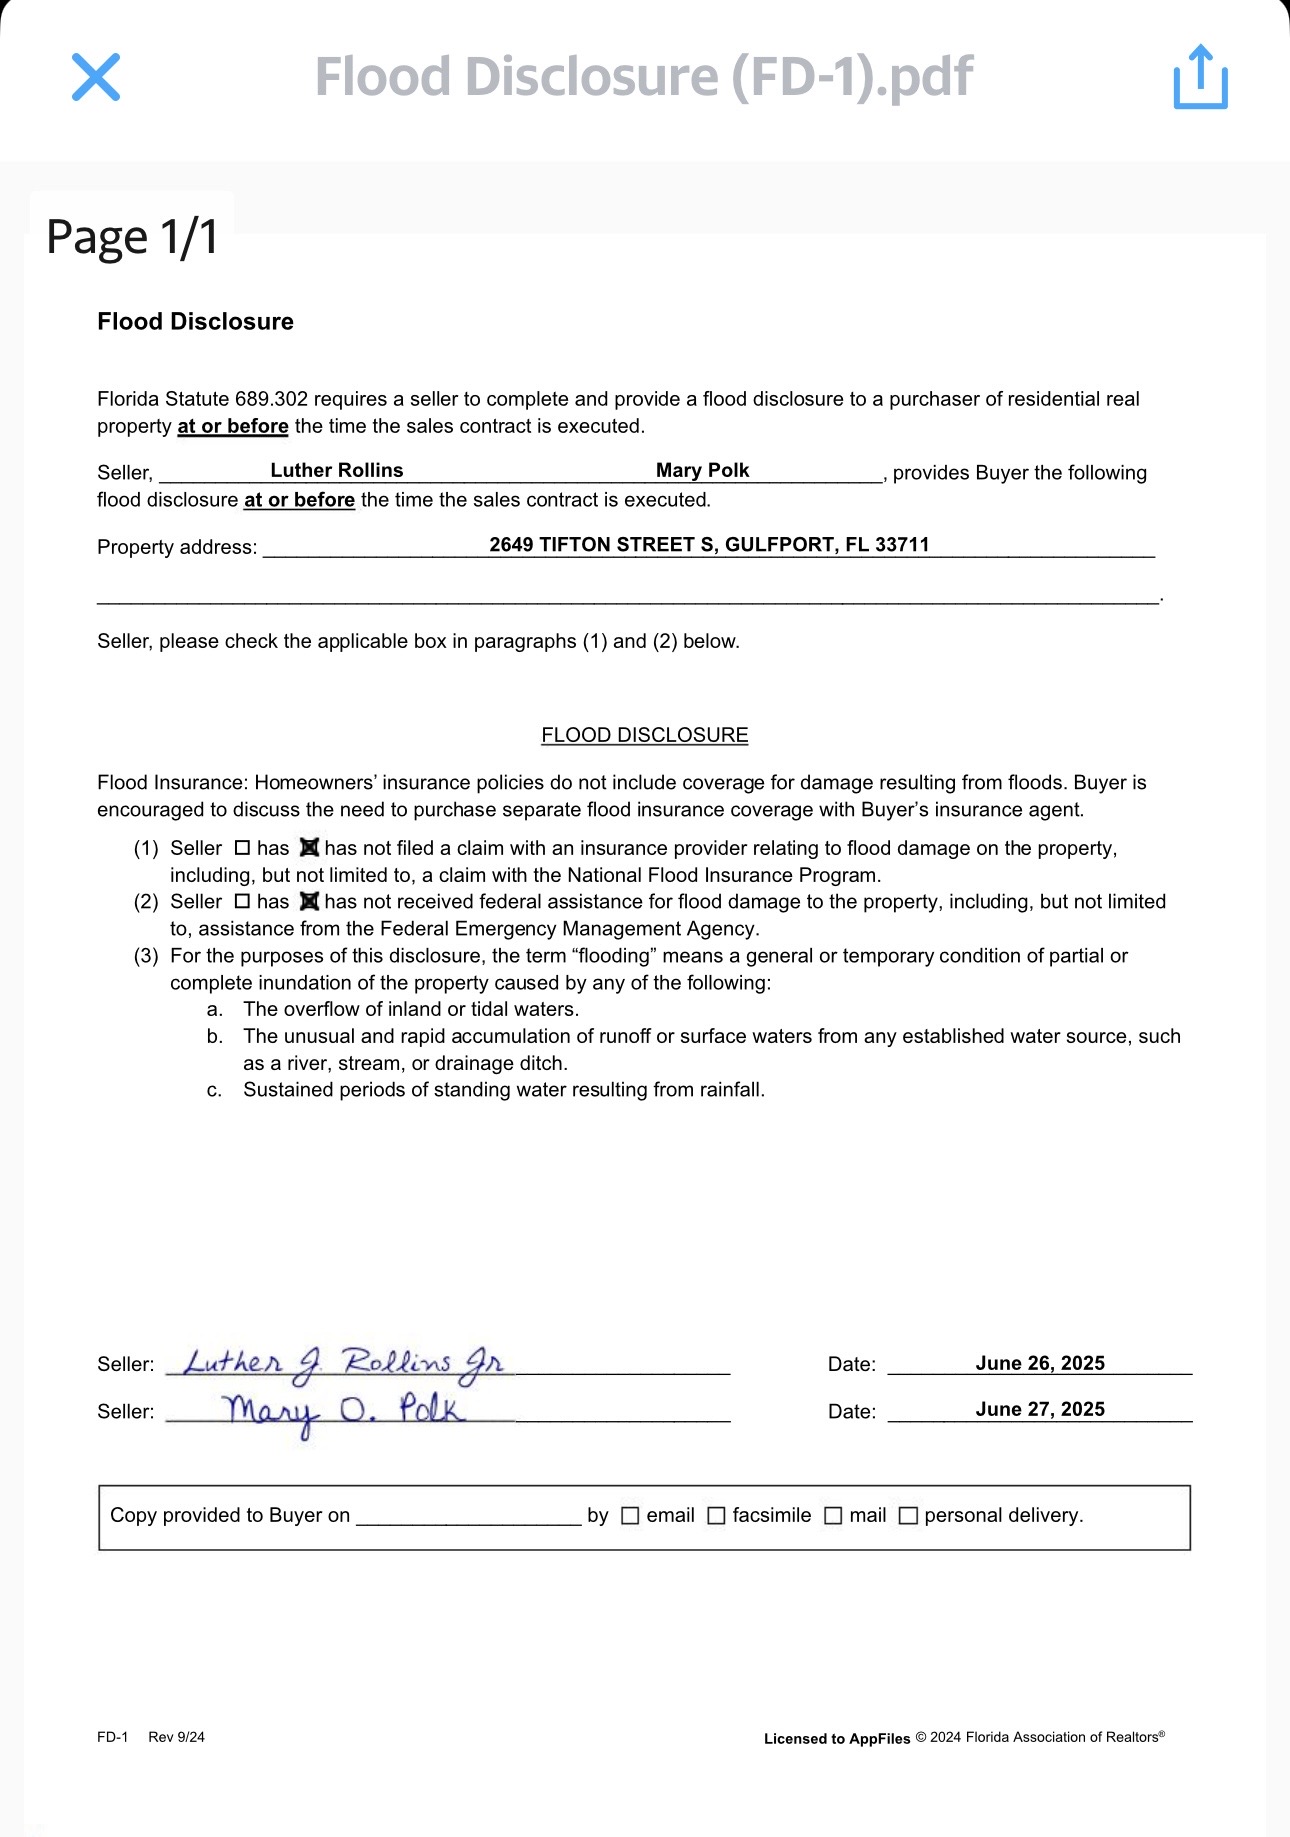 Flood Disclosure (FD-1).pdf
Page 1/1
Flood Disclosure
Florida Statute 689.302 requires a seller to complete and provide a flood disclosure to a purchaser of residential real
property at or before the time the sales contract is executed.
Seller, Luther Rollins Mary Polk, provides Buyer the following
flood disclosure at or before the time the sales contract is executed.
Property address: 2649 TIFTON STREET S, GULFPORT, FL 33711
.
Seller, please check the applicable box in paragraphs (1) and (2) below.
FLOOD DISCLOSURE
Flood Insurance: Homeowners’ insurance policies do not include coverage for damage resulting from floods. Buyer is
encouraged to discuss the need to purchase separate flood insurance coverage with Buyer’s insurance agent.
(1) Seller ☐ has ☒ has not filed a claim with an insurance provider relating to flood damage on the property,
including, but not limited to, a claim with the National Flood Insurance Program.
(2) Seller ☐ has ☒ has not received federal assistance for flood damage to the property, including, but not limited
to, assistance from the Federal Emergency Management Agency.
(3) For the purposes of this disclosure, the term “flooding” means a general or temporary condition of partial or
complete inundation of the property caused by any of the following:
a. The overflow of inland or tidal waters.
b. The unusual and rapid accumulation of runoff or surface waters from any established water source, such
as a river, stream, or drainage ditch.
c. Sustained periods of standing water resulting from rainfall.
Seller: Luther J. Rollins Jr Date: June 26, 2025
Seller: Mary O. Polk Date: June 27, 2025
Copy provided to Buyer on ____________________ by ☐ email ☐ facsimile ☐ mail ☐ personal delivery.
FD-1 Rev 9/24 Licensed to AppFiles © 2024 Florida Association of Realtors®